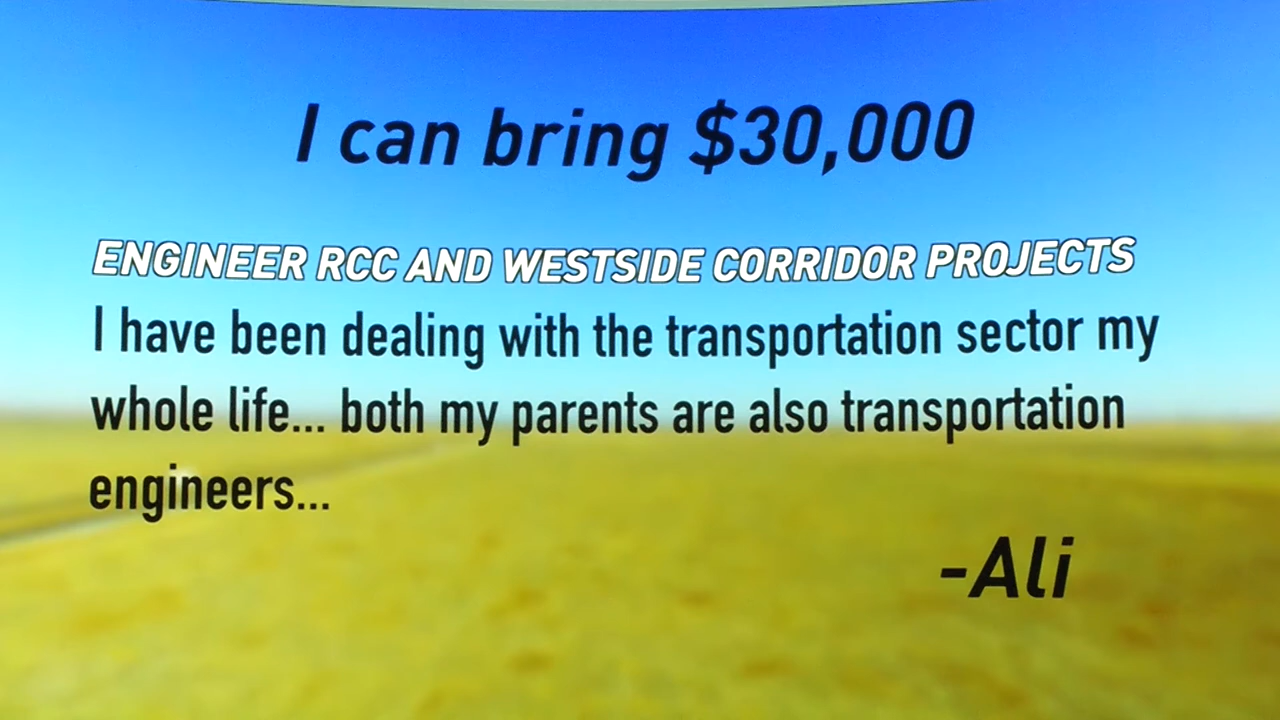 I can bring $30,000
ENGINEER RCC AND WESTSIDE CORRIDOR PROJECTS
I have been dealing with the transportation sector my
whole life... both my parents are also transportation
engineers...
-Ali